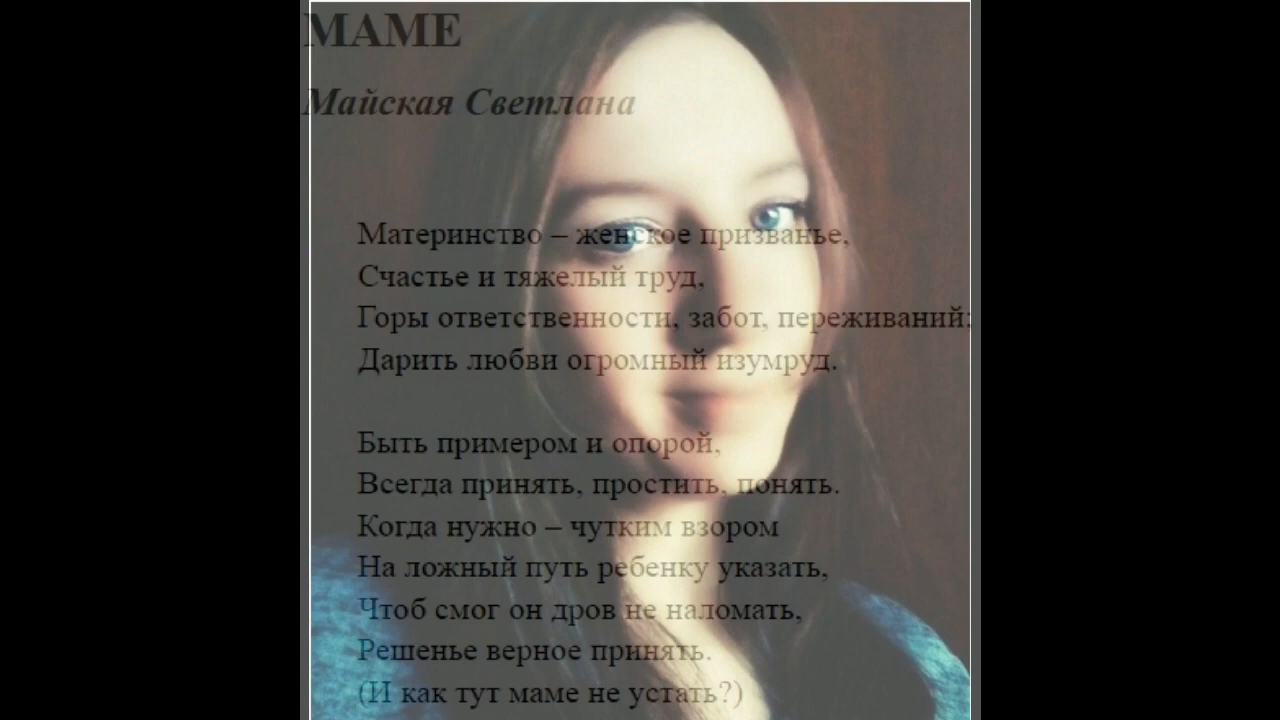 МАМЕ
Майская Светлана
Материнство – женское призванье,
Счастье и тяжелый труд,
Горы ответственности, забот, переживаний:
Дарить любви огромный изумруд.
Быть примером и опорой,
Всегда принять, простить, понять.
Когда нужно – чутким взором
На ложный путь ребенку указать,
Чтоб смог он дров не наломать,
Решенье верное принять.
(И как тут маме не устать?)